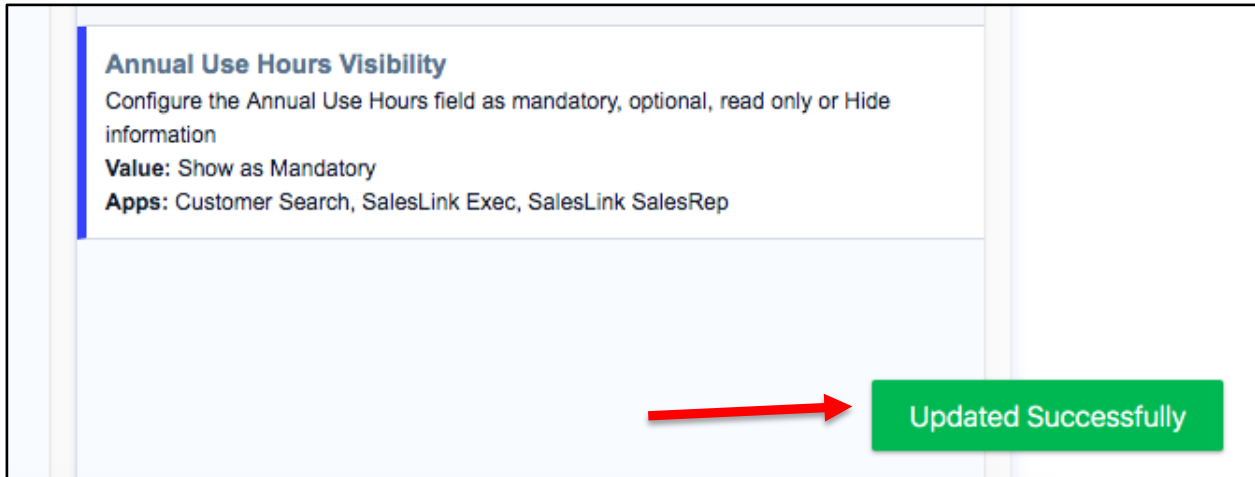 Annual Use Hours Visibility
Configure the Annual Use Hours field as mandatory, optional, read only or Hide
information
Value: Show as Mandatory
Apps: Customer Search, SalesLink Exec, SalesLink SalesRep
Updated Successfully